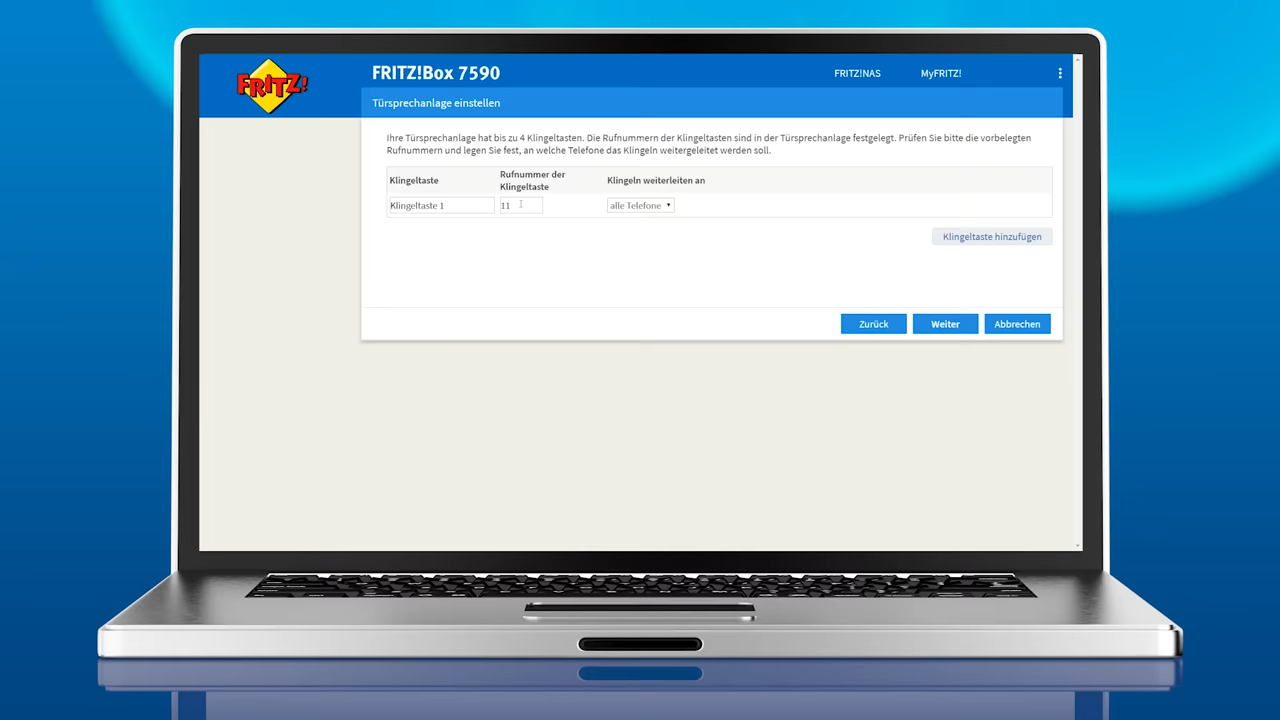 FRITZ!
FRITZ!Box 7590
FRITZ!NAS
MyFRITZ!
Türsprechanlage einstellen
Ihre Türsprechanlage hat bis zu 4 Klingeltasten. Die Rufnummern der Klingeltasten sind in der Türsprechanlage festgelegt. Prüfen Sie bitte die vorbelegten
Rufnummern und legen Sie fest, an welche Telefone das Klingeln weitergeleitet werden soll.
Klingeltaste
Rufnummer der
Klingeltaste
Klingeln weiterleiten an
Klingeltaste 1
11
alle Telefone
Klingeltaste hinzufügen
Zurück
Weiter
Abbrechen